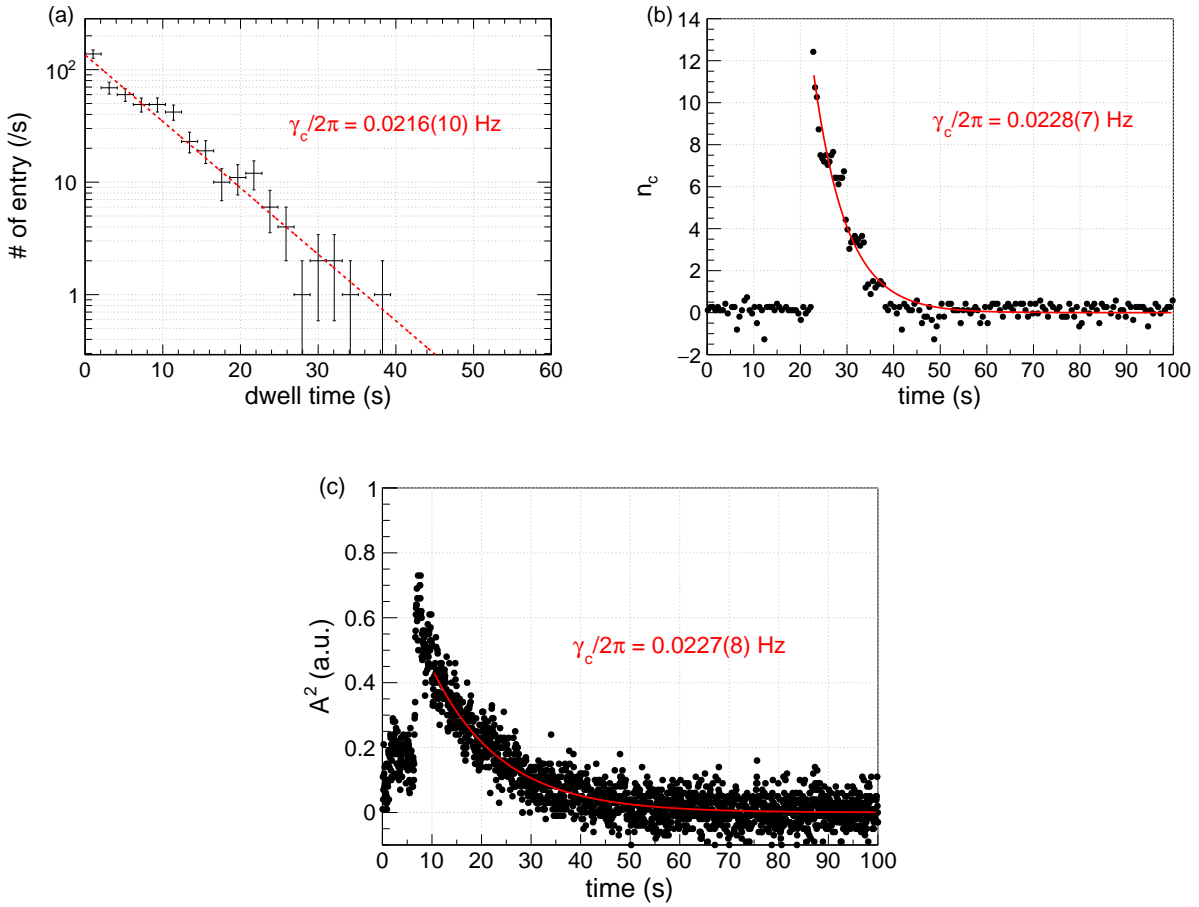 (a)
# of entry (/s)
10²
10
1
γc/2π = 0.0216(10) Hz
0 10 20 30 40 50 60
dwell time (s)
(b)
n_c
14
12
10
8
6
4
2
0
−2
γc/2π = 0.0228(7) Hz
0 10 20 30 40 50 60 70 80 90 100
time (s)
(c)
A² (a.u.)
1
0.8
0.6
0.4
0.2
0
γc/2π = 0.0227(8) Hz
0 10 20 30 40 50 60 70 80 90 100
time (s)